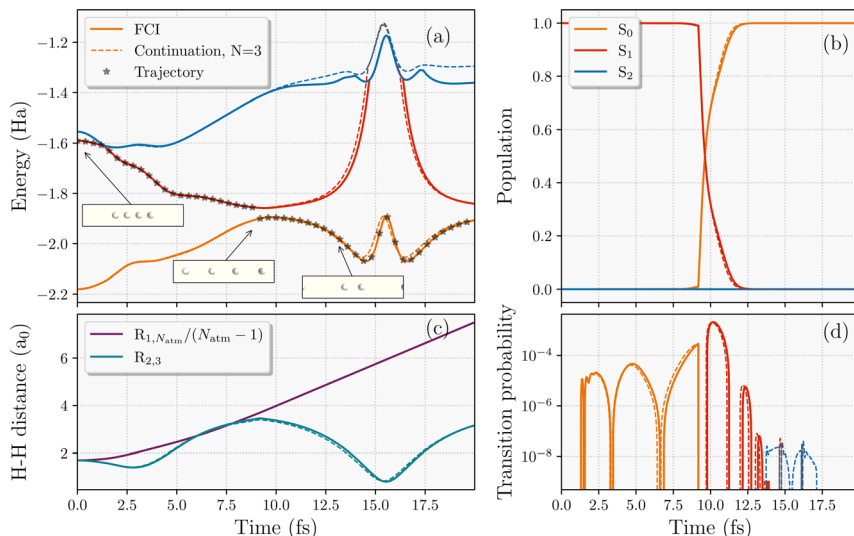 FCI
Continuation, N=3
Trajectory
(a)
Energy (Ha)
−1.2
−1.4
−1.6
−1.8
−2.0
−2.2
S₀
S₁
S₂
(b)
Population
1.0
0.8
0.6
0.4
0.2
0.0
R₁,Nₐₜₘ/(Nₐₜₘ − 1)
R₂,₃
(c)
H-H distance (a₀)
6
4
2
0.0 2.5 5.0 7.5 10.0 12.5 15.0 17.5
Time (fs)
(d)
Transition probability
10⁻⁴
10⁻⁶
10⁻⁸
0.0 2.5 5.0 7.5 10.0 12.5 15.0 17.5
Time (fs)